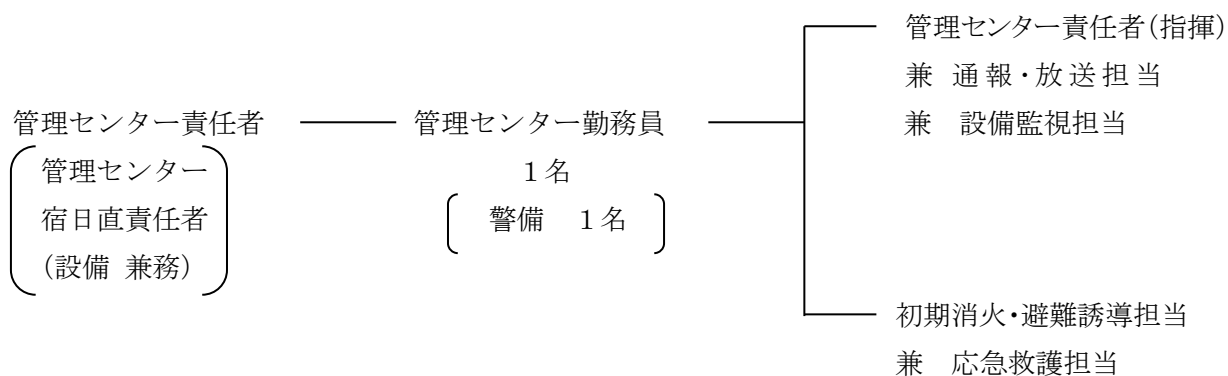 管理センター責任者
管理センター
宿日直責任者
(設備 兼務)
管理センター勤務員
1名
警備 1名
管理センター責任者(指揮)
兼 通報・放送担当
兼 設備監視担当
初期消火・避難誘導担当
兼 応急救護担当